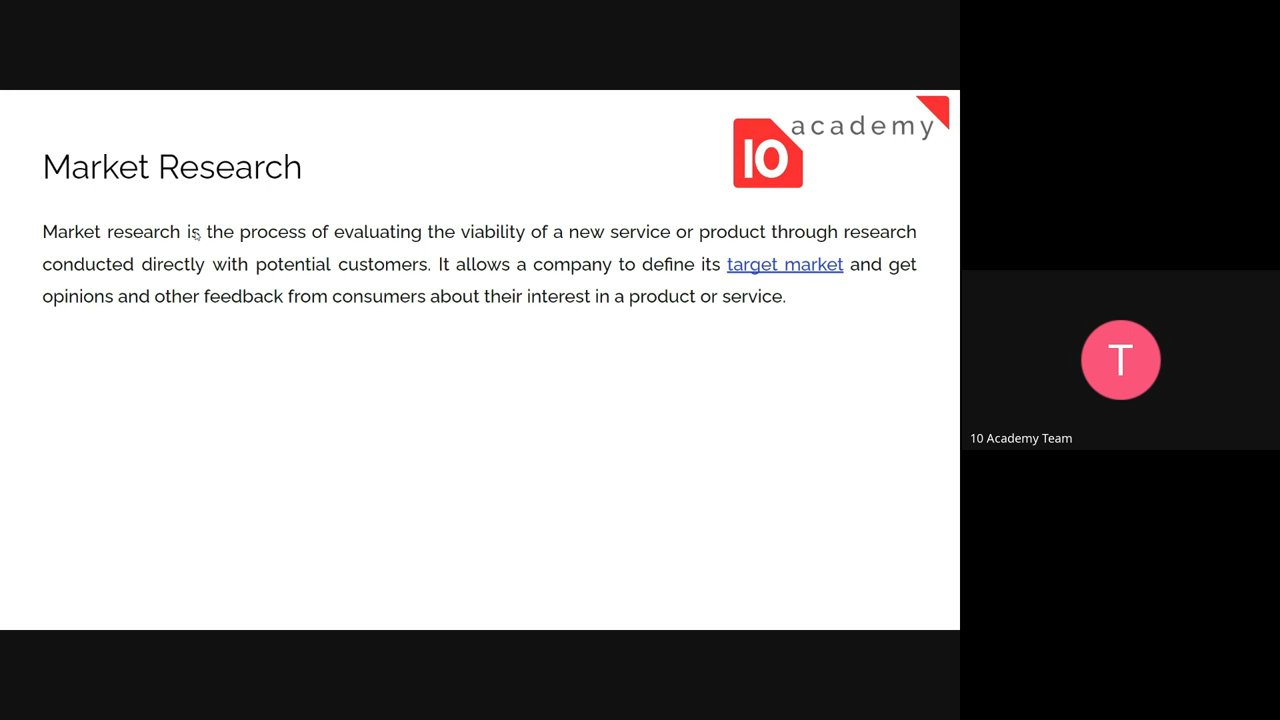 academy
10
Market Research
Market research is the process of evaluating the viability of a new service or product through research
conducted directly with potential customers. It allows a company to define its target market and get
opinions and other feedback from consumers about their interest in a product or service.
T
10 Academy Team